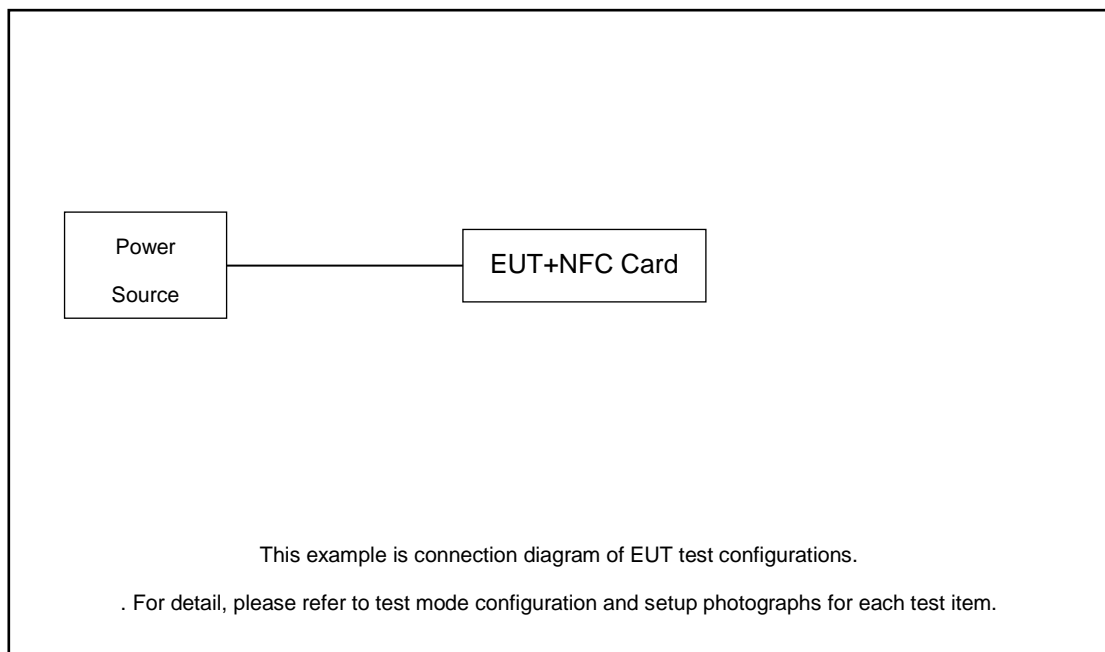 Power
Source
EUT+NFC Card
This example is connection diagram of EUT test configurations.
. For detail, please refer to test mode configuration and setup photographs for each test item.